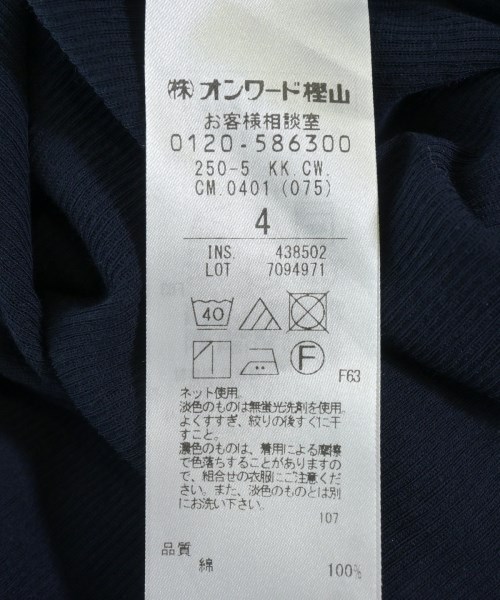 ㈱オンワード樫山
お客様相談室
0120-586300
250-5 KK.CW.
CM.0401(075)
4
INS. 438502
LOT 7094971
40
F
F63
ネット使用。
淡色のものは無蛍光洗剤を使用。
よくすすぎ、絞りの後すぐに干
すこと。
濃色のものは、着用による摩擦
で色落ちすることがありますの
で、組合せの衣服にご注意くだ
さい。また、淡色のものとは別
にお洗い下さい。
107
品質
綿 100%